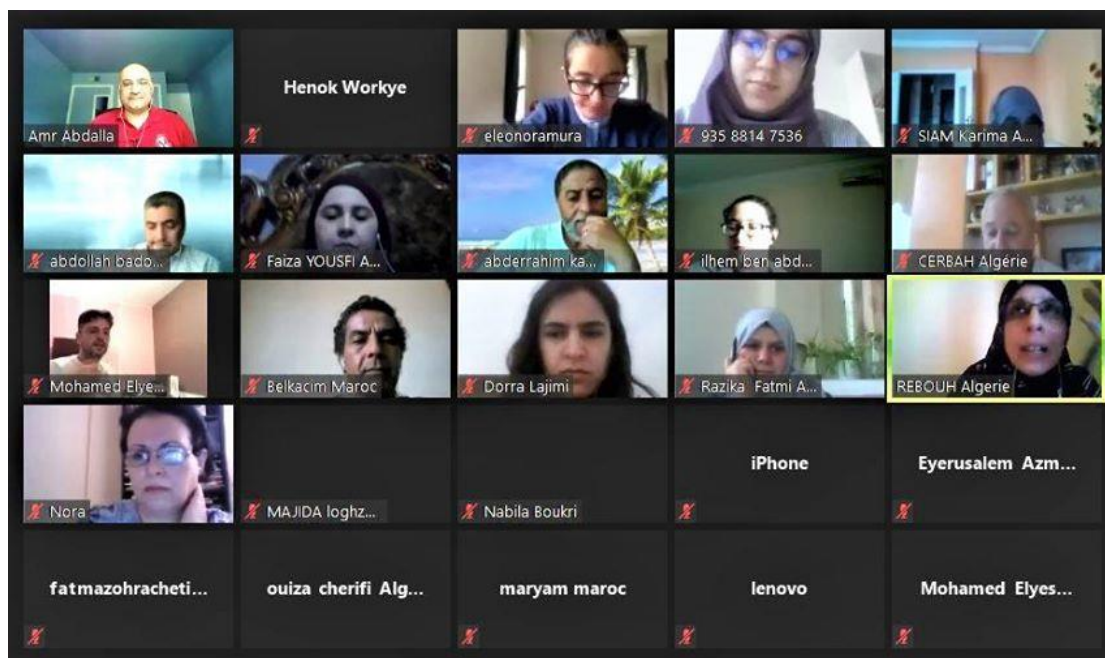 Amr Abdalla
Henok Workye
eleonoramura
935 8814 7536
SIAM Karima A...
abdollah bado...
Faiza YOUSFI A...
abderrahim ka...
ilhem ben abd...
CERBAH Algérie
Mohamed Elye...
Belkacim Maroc
Dorra Lajimi
Razika Fatmi A...
REBOUH Algerie
Nora
MAJIDA loghz...
Nabila Boukri
iPhone
Eyerusalem Azm...
fatmazohracheti...
ouiza cherifi Alg...
maryam maroc
lenovo
Mohamed Elyes...